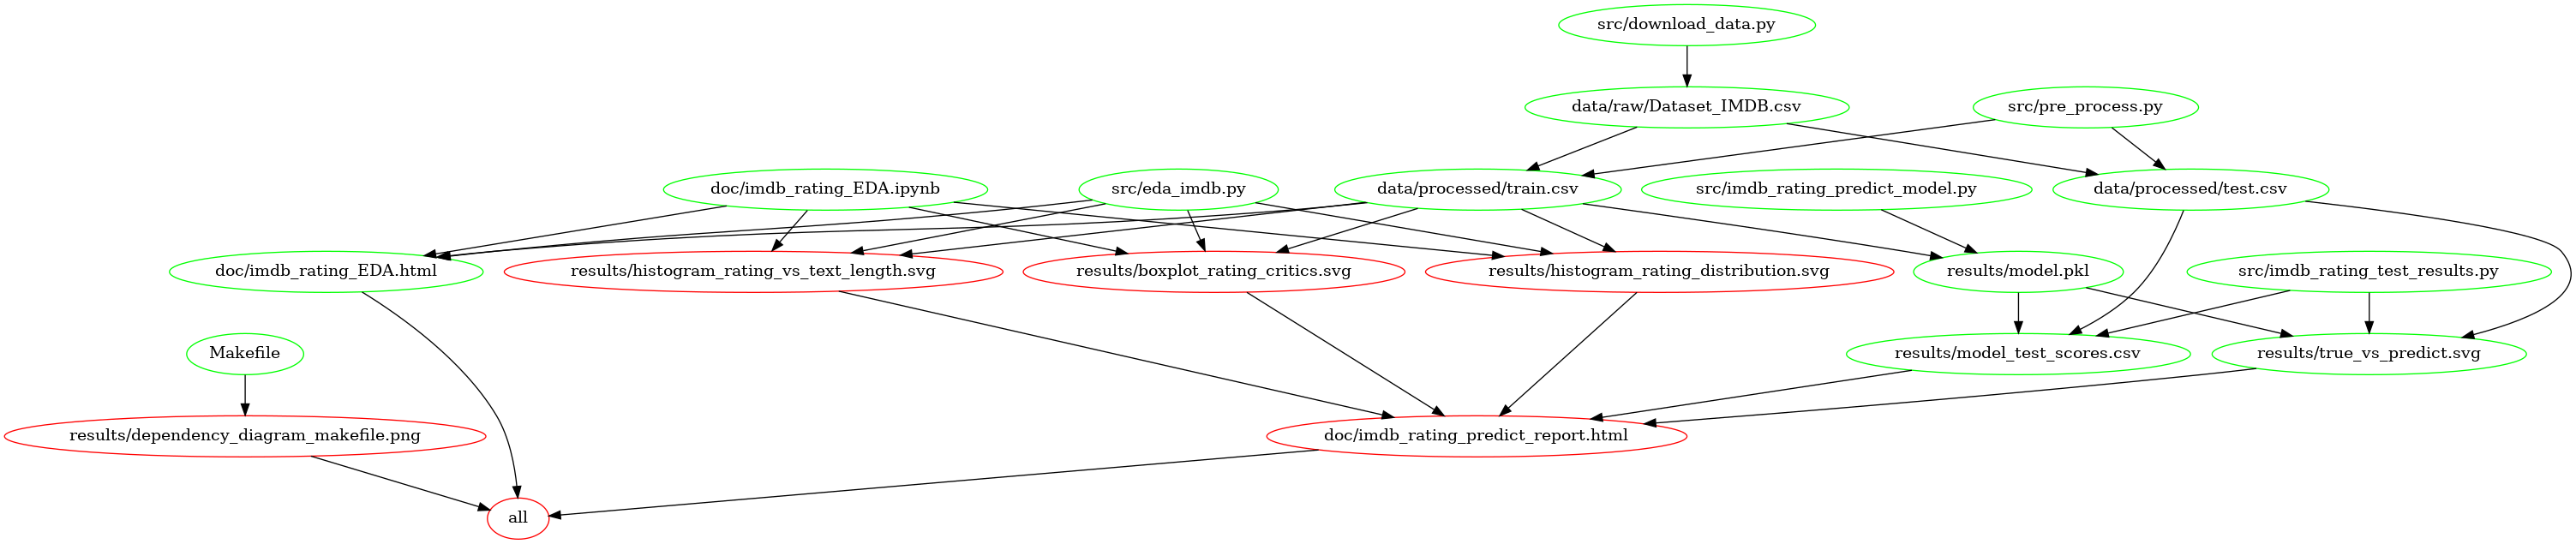 src/download_data.py
data/raw/Dataset_IMDB.csv
src/pre_process.py
doc/imdb_rating_EDA.ipynb
src/eda_imdb.py
data/processed/train.csv
src/imdb_rating_predict_model.py
data/processed/test.csv
doc/imdb_rating_EDA.html
results/histogram_rating_vs_text_length.svg
results/boxplot_rating_critics.svg
results/histogram_rating_distribution.svg
results/model.pkl
src/imdb_rating_test_results.py
Makefile
results/model_test_scores.csv
results/true_vs_predict.svg
results/dependency_diagram_makefile.png
doc/imdb_rating_predict_report.html
all